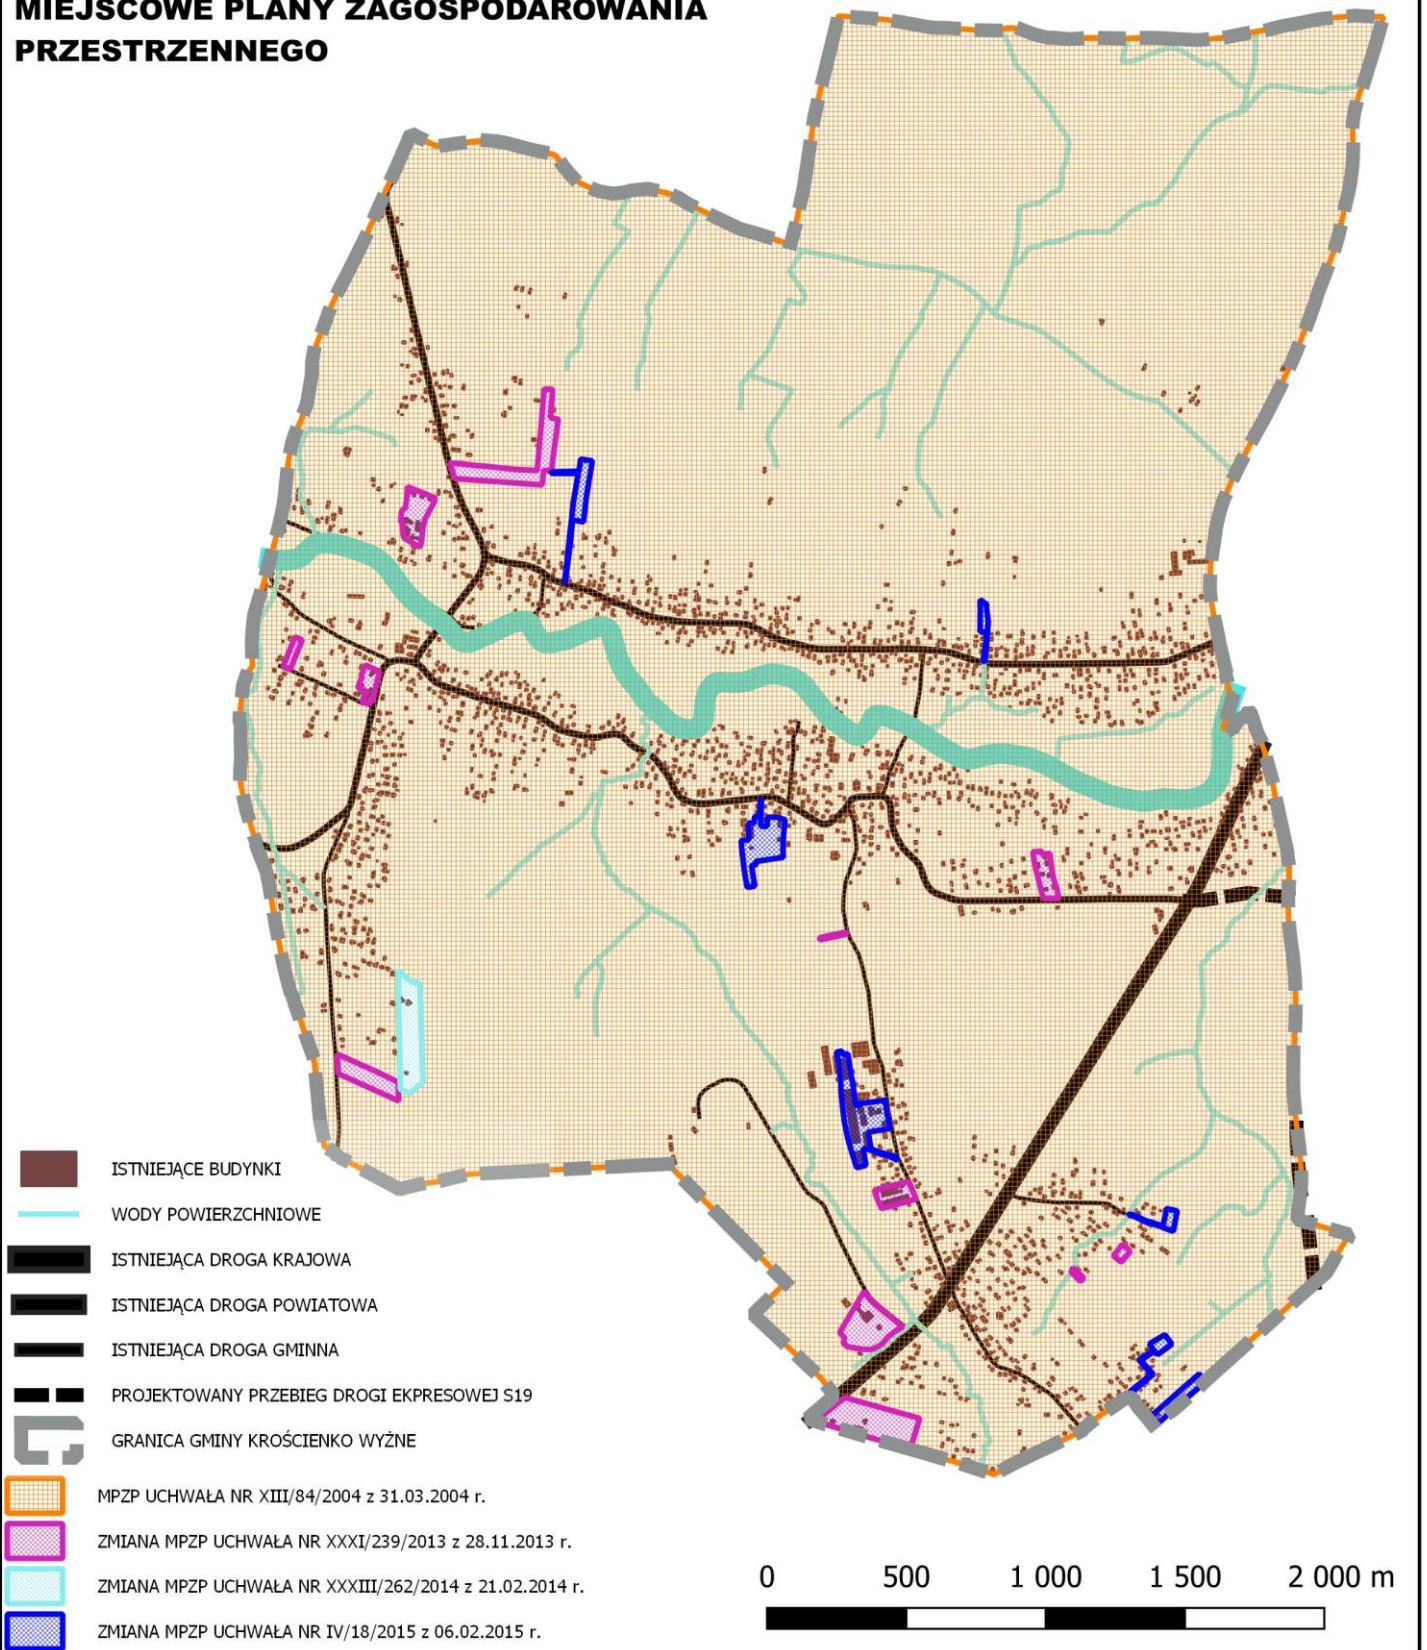 MIEJSCOWE PLANY ZAGOSPODAROWANIA
PRZESTRZENNEGO
ISTNIEJĄCE BUDYNKI
WODY POWIERZCHNIOWE
ISTNIEJĄCA DROGA KRAJOWA
ISTNIEJĄCA DROGA POWIATOWA
ISTNIEJĄCA DROGA GMINNA
PROJEKTOWANY PRZEBIEG DROGI EKPRESOWEJ S19
GRANICA GMINY KROŚCIENKO WYŻNE
MPZP UCHWAŁA NR XIII/84/2004 z 31.03.2004 r.
ZMIANA MPZP UCHWAŁA NR XXXI/239/2013 z 28.11.2013 r.
ZMIANA MPZP UCHWAŁA NR XXXIII/262/2014 z 21.02.2014 r.
ZMIANA MPZP UCHWAŁA NR IV/18/2015 z 06.02.2015 r.
0 500 1 000 1 500 2 000 m